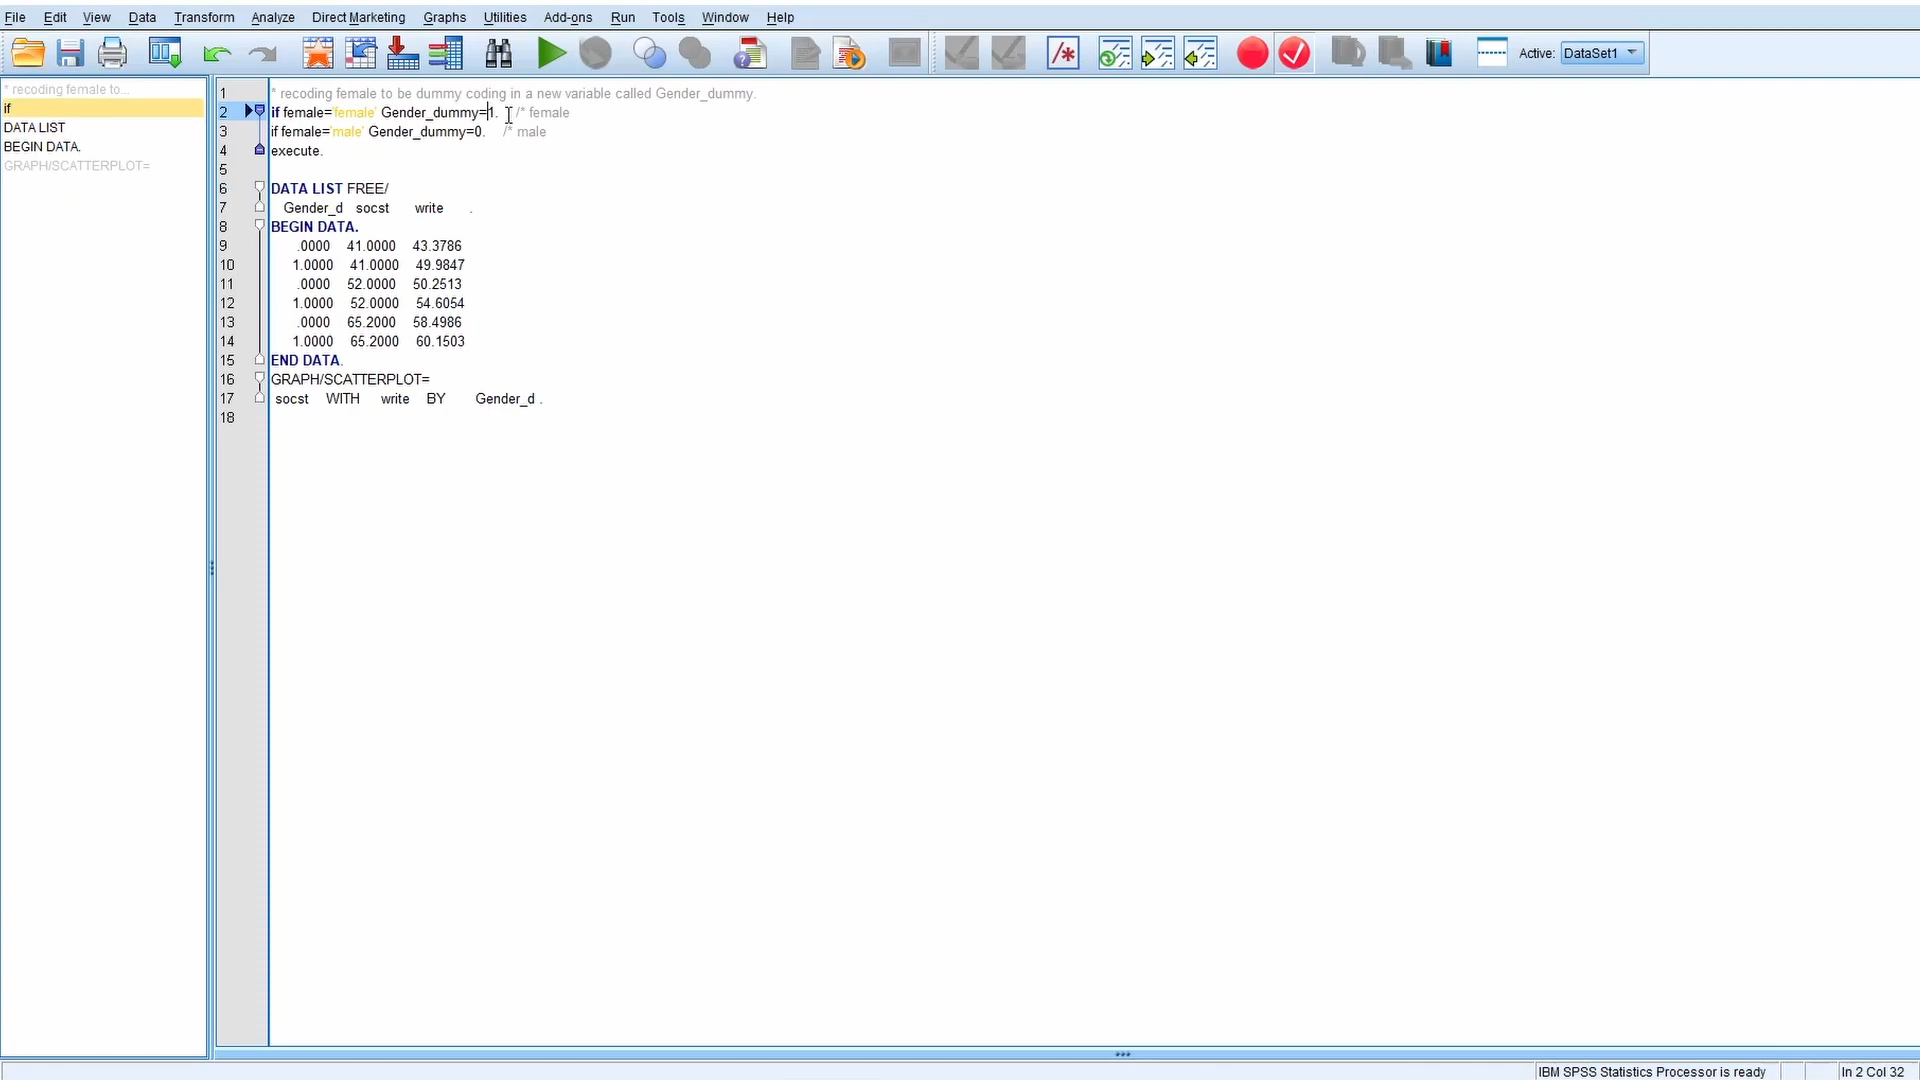 File Edit View Data Transform Analyze Direct Marketing Graphs Utilities Add-ons Run Tools Window Help
Active: DataSet1
* recoding female to...
if
DATA LIST
BEGIN DATA.
GRAPH/SCATTERPLOT=
1 * recoding female to be dummy coding in a new variable called Gender_dummy.
2 if female='female' Gender_dummy=1. /* female
3 if female='male' Gender_dummy=0. /* male
4 execute.
5
6 DATA LIST FREE/
7 Gender_d socst write .
8 BEGIN DATA.
9 .0000 41.0000 43.3786
10 1.0000 41.0000 49.9847
11 .0000 52.0000 50.2513
12 1.0000 52.0000 54.6054
13 .0000 65.2000 58.4986
14 1.0000 65.2000 60.1503
15 END DATA.
16 GRAPH/SCATTERPLOT=
17 socst WITH write BY Gender_d .
18
IBM SPSS Statistics Processor is ready In 2 Col 32